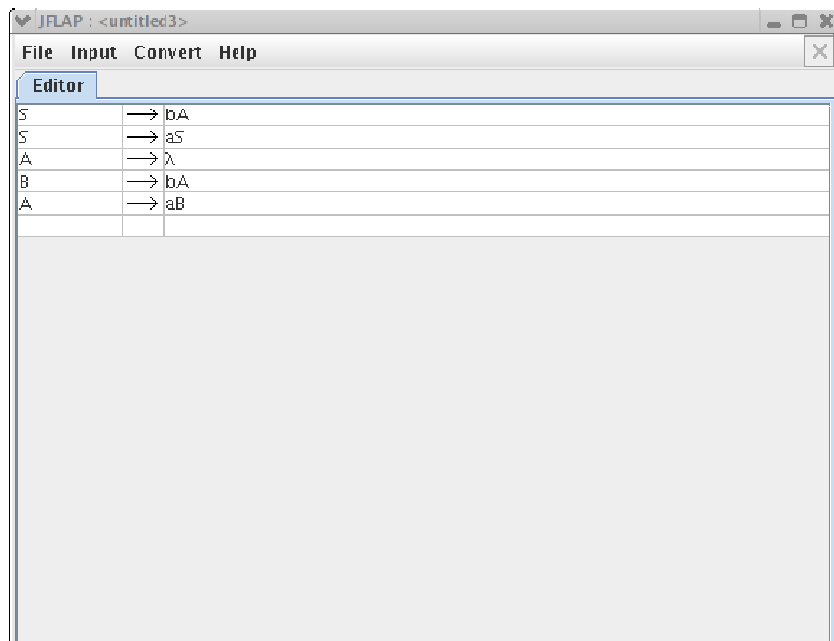 JFLAP : <untitled3>
File Input Convert Help
Editor
S → bA
S → aS
A → λ
B → bA
A → aB